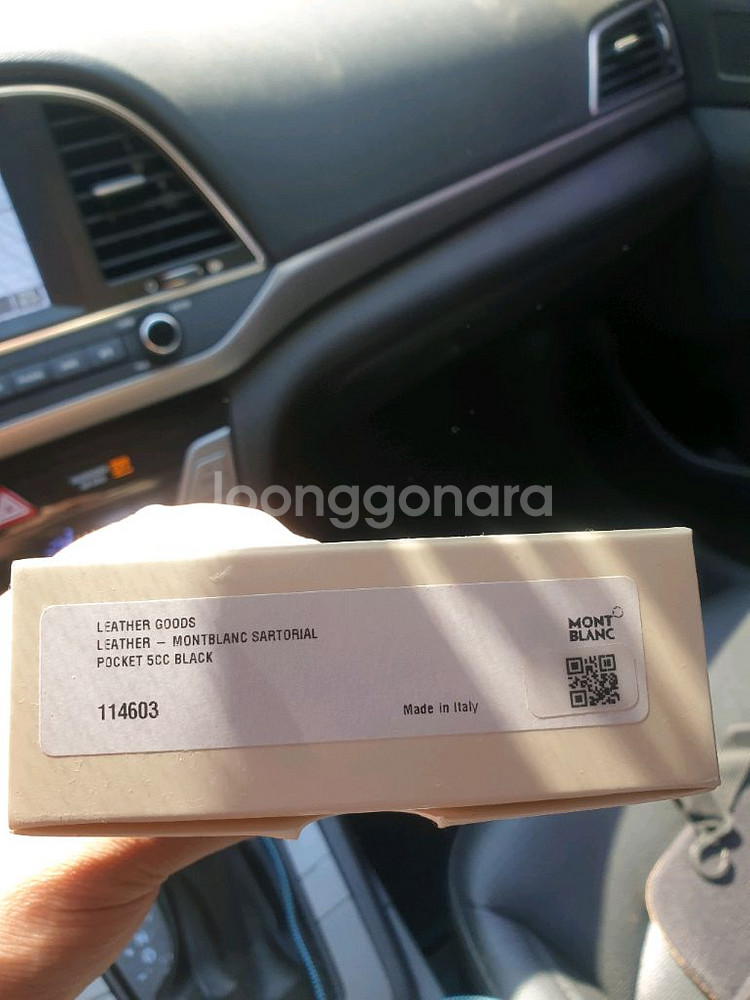 joonggonara
LEATHER GOODS
LEATHER – MONTBLANC SARTORIAL
POCKET 5CC BLACK
114603
Made in Italy
MONT
BLANC